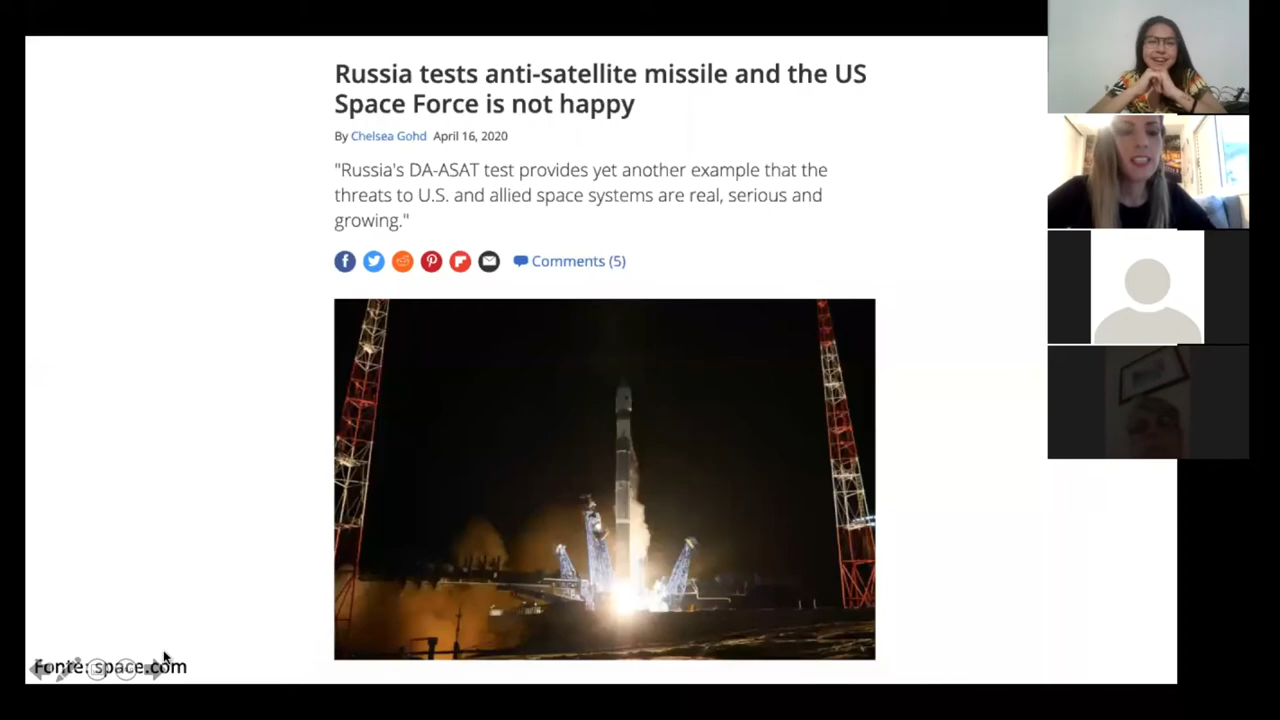 Russia tests anti-satellite missile and the US
Space Force is not happy
By Chelsea Gohd April 16, 2020
"Russia's DA-ASAT test provides yet another example that the
threats to U.S. and allied space systems are real, serious and
growing."
Comments (5)
Fonte: space.com